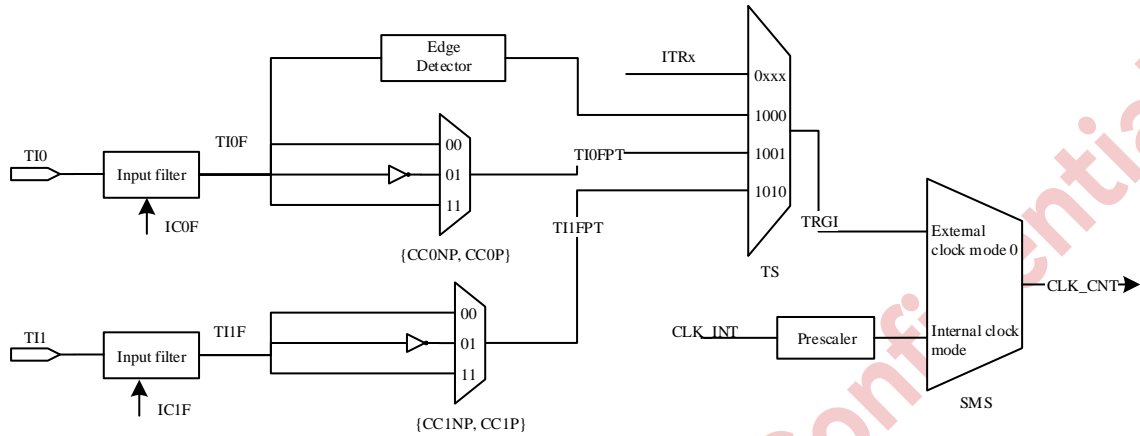 Edge
Detector
ITRx
0xxx
1000
1001
1010
TI0
Input filter
TI0F
IC0F
00
01
11
{CC0NP, CC0P}
TI0FPT
TI1FPT
TRGI
TS
External
clock mode 0
CLK_CNT
TI1
Input filter
TI1F
IC1F
00
01
11
{CC1NP, CC1P}
CLK_INT
Prescaler
Internal clock
mode
SMS
Confidential